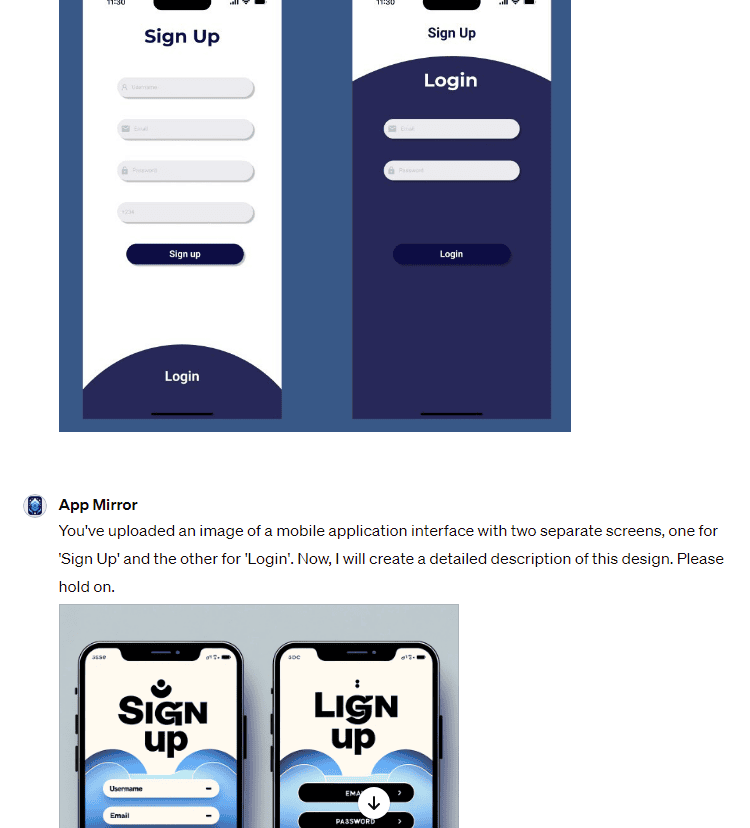 11:30
11:30
Sign Up
Sign Up
Login
Username
Email
Email
Password
Password
Sign up
Login
Login
App Mirror
You've uploaded an image of a mobile application interface with two separate screens, one for
'Sign Up' and the other for 'Login'. Now, I will create a detailed description of this design. Please
hold on.
SIGN
up
LIGN
up
Username
Email
EMA
PA3SWORD